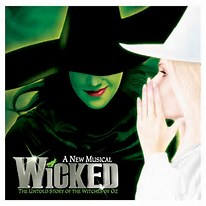 A NEW MUSICAL
WICKED
THE UNTOLD STORY OF THE WITCHES OF OZ